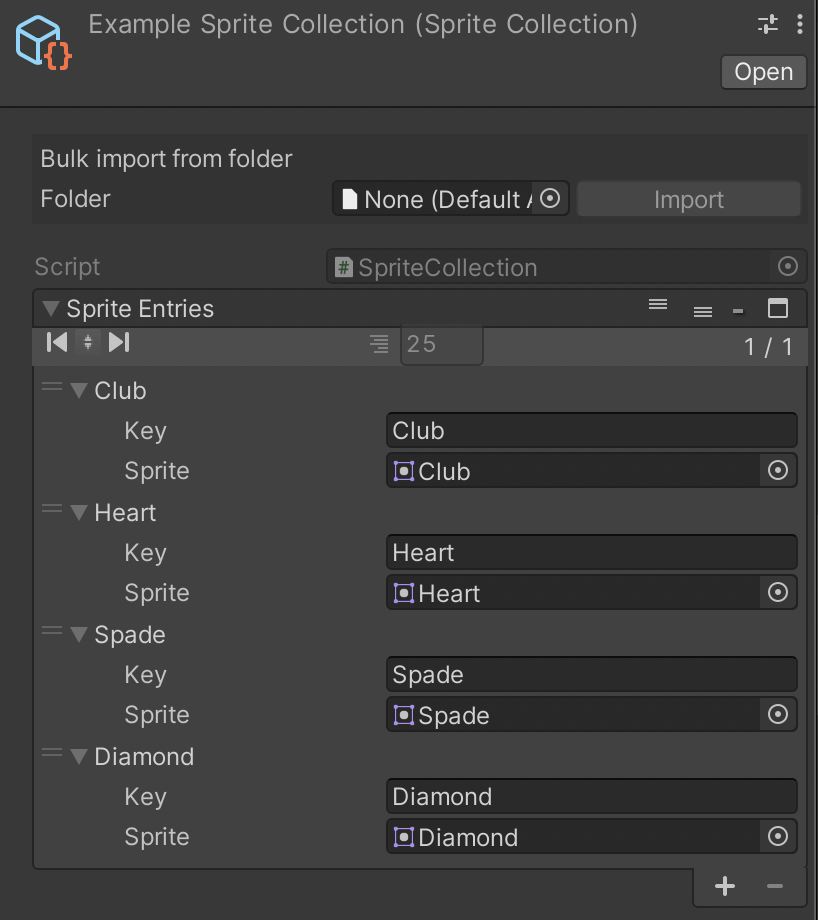 Example Sprite Collection (Sprite Collection)
Open
Bulk import from folder
Folder None (Default A Import
Script # SpriteCollection
Sprite Entries
25 1 / 1
Club
Key Club
Sprite Club
Heart
Key Heart
Sprite Heart
Spade
Key Spade
Sprite Spade
Diamond
Key Diamond
Sprite Diamond